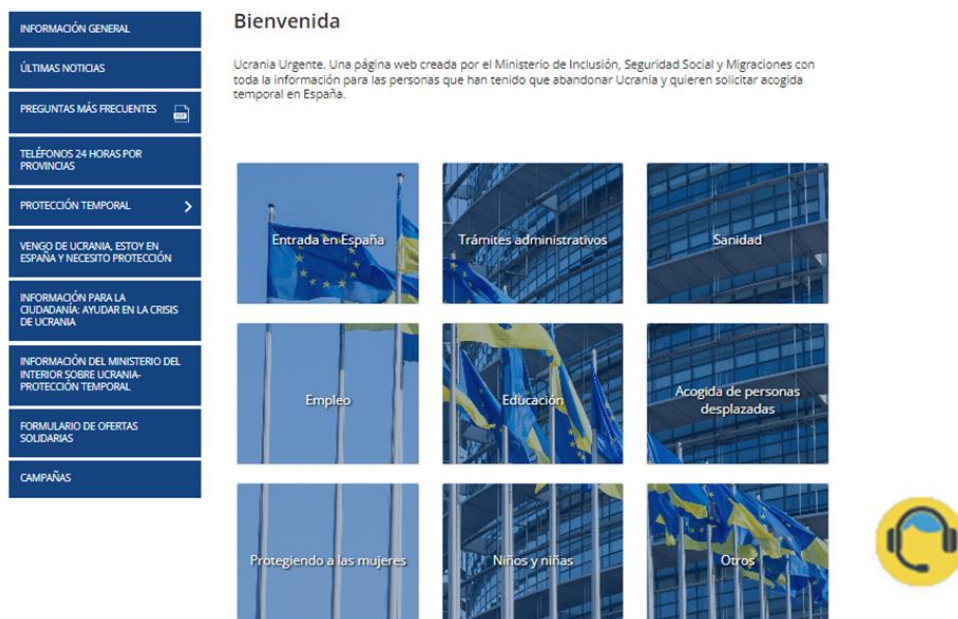 INFORMACIÓN GENERAL
ÚLTIMAS NOTICIAS
PREGUNTAS MÁS FRECUENTES
TELÉFONOS 24 HORAS POR
PROVINCIAS
PROTECCIÓN TEMPORAL
VENGO DE UCRANIA, ESTOY EN
ESPAÑA Y NECESITO PROTECCIÓN
INFORMACIÓN PARA LA
CIUDADANÍA: AYUDAR EN LA CRISIS
DE UCRANIA
INFORMACIÓN DEL MINISTERIO DEL
INTERIOR SOBRE UCRANIA-
PROTECCIÓN TEMPORAL
FORMULARIO DE OFERTAS
SOLIDARIAS
CAMPAÑAS
Bienvenida
Ucrania Urgente. Una página web creada por el Ministerio de Inclusión, Seguridad Social y Migraciones con
toda la información para las personas que han tenido que abandonar Ucrania y quieren solicitar acogida
temporal en España.
Entrada en España
Trámites administrativos
Sanidad
Empleo
Educación
Acogida de personas
desplazadas
Protegiendo a las mujeres
Niños y niñas
Otros